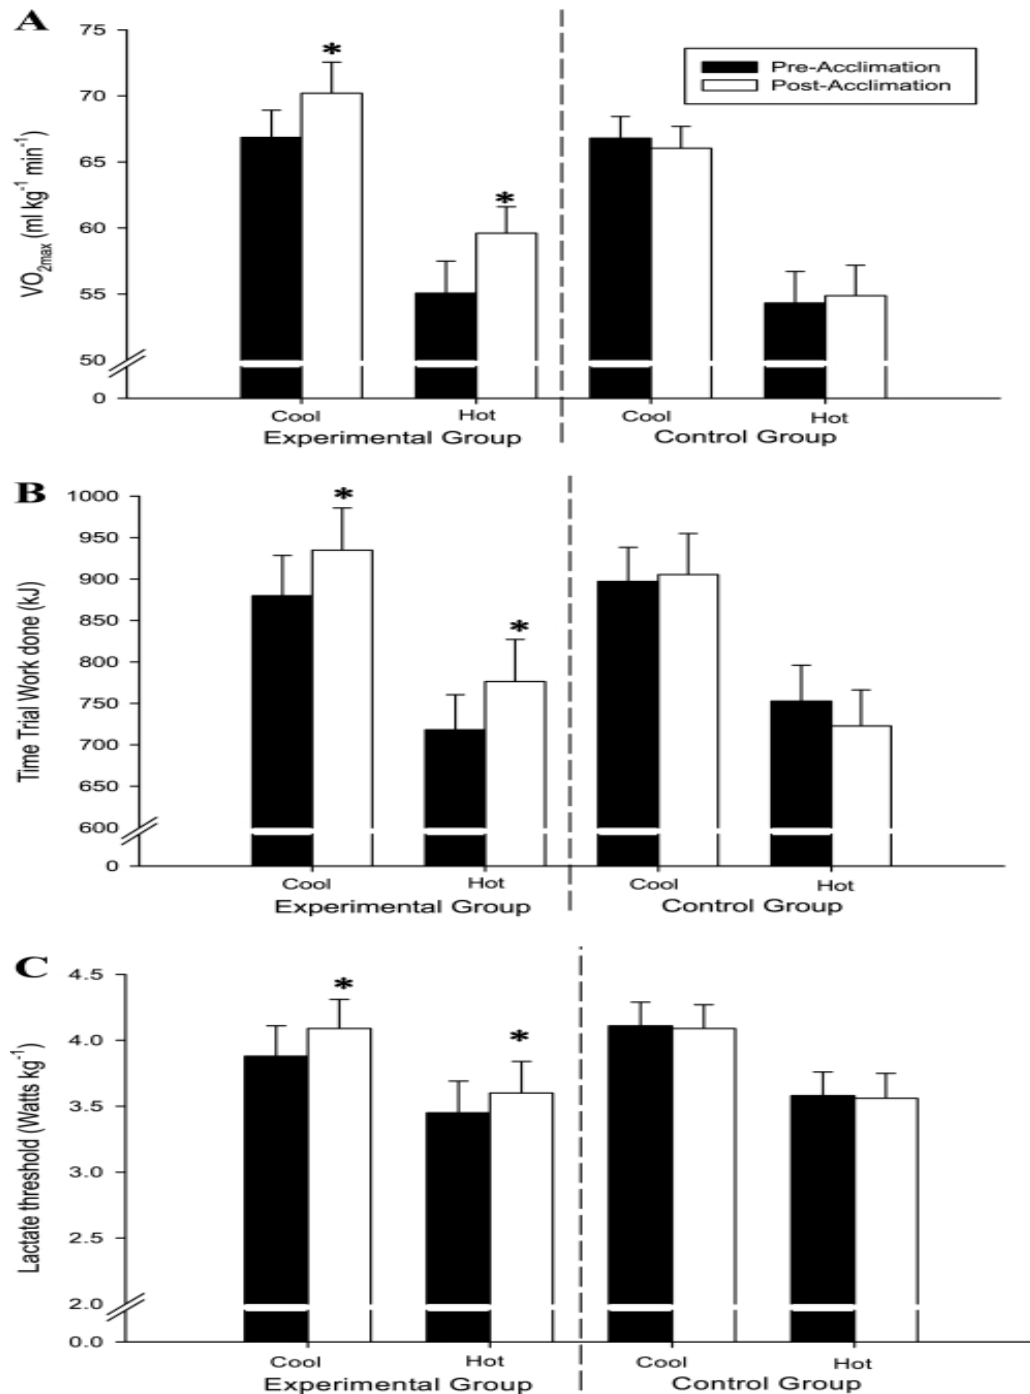 A
75
70
65
60
55
50
0
VO2max (ml kg-1 min-1)
*
*
Pre-Acclimation
Post-Acclimation
Cool
Hot
Cool
Hot
Experimental Group
Control Group
B
1000
950
900
850
800
750
700
650
600
0
Time Trial Work done (kJ)
*
*
Cool
Hot
Cool
Hot
Experimental Group
Control Group
C
4.5
4.0
3.5
3.0
2.5
2.0
0.0
Lactate threshold (Watts kg-1)
*
*
Cool
Hot
Cool
Hot
Experimental Group
Control Group